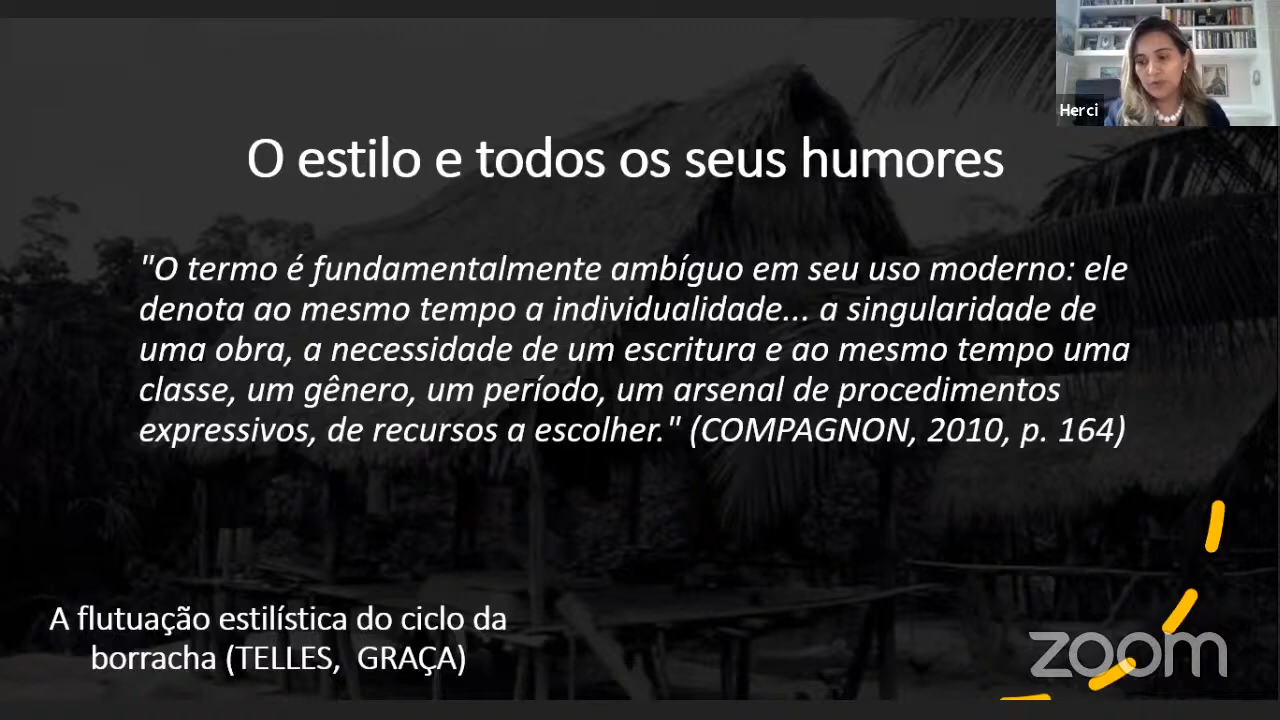 Herci
O estilo e todos os seus humores
"O termo é fundamentalmente ambíguo em seu uso moderno: ele
denota ao mesmo tempo a individualidade... a singularidade de
uma obra, a necessidade de um escritura e ao mesmo tempo uma
classe, um gênero, um período, um arsenal de procedimentos
expressivos, de recursos a escolher." (COMPAGNON, 2010, p. 164)
A flutuação estilística do ciclo da
borracha (TELLES, GRAÇA)
zoom